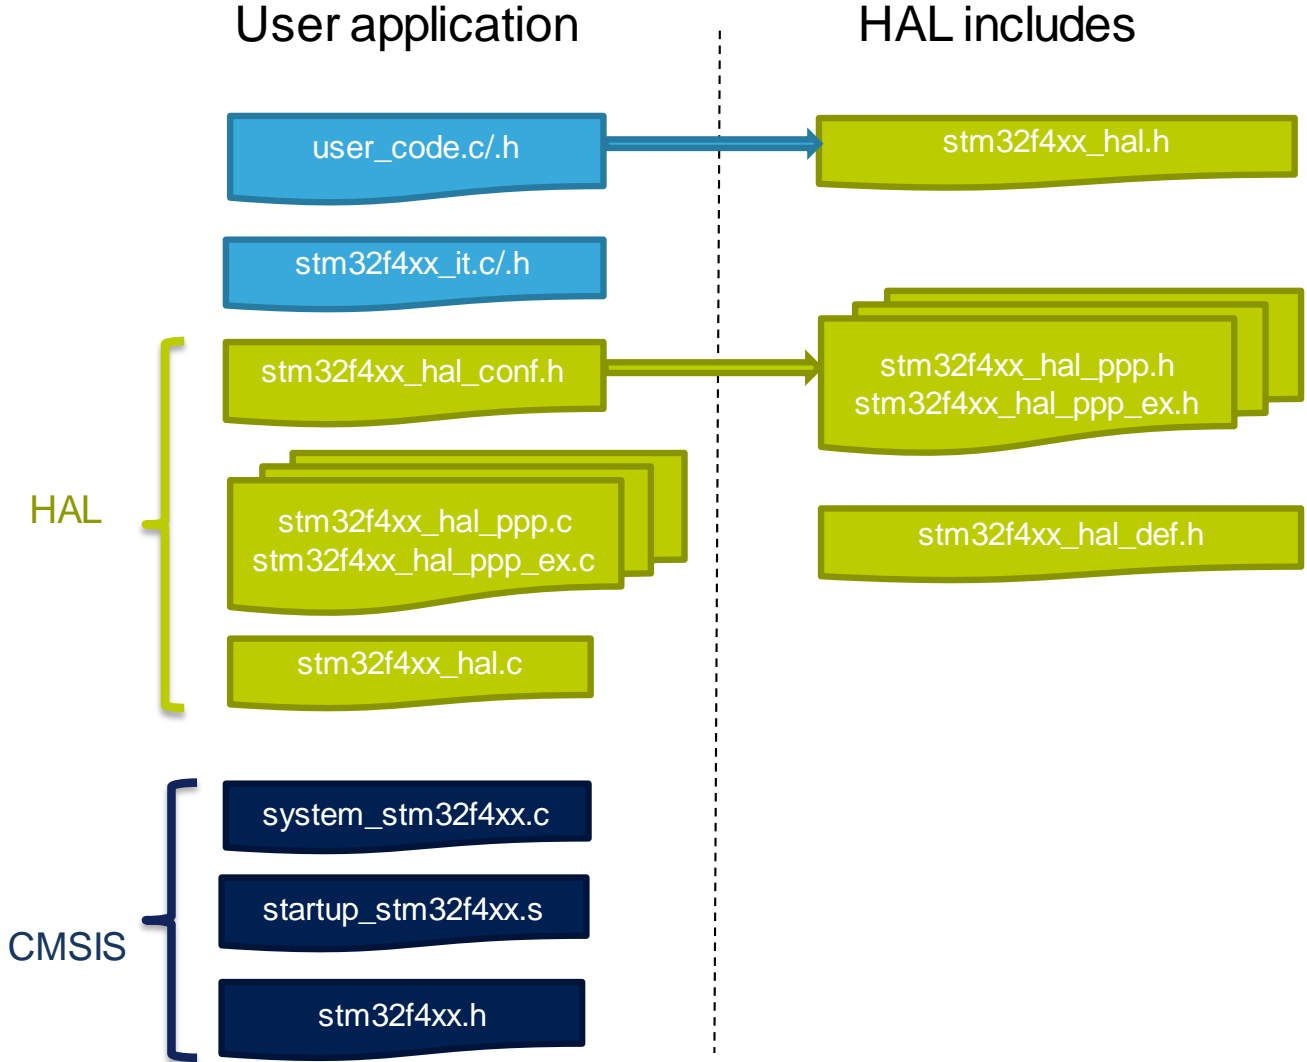 User application
HAL includes
user_code.c/.h
stm32f4xx_hal.h
stm32f4xx_it.c/.h
stm32f4xx_hal_conf.h
stm32f4xx_hal_ppp.h
stm32f4xx_hal_ppp_ex.h
HAL
stm32f4xx_hal_ppp.c
stm32f4xx_hal_ppp_ex.c
stm32f4xx_hal_def.h
stm32f4xx_hal.c
system_stm32f4xx.c
startup_stm32f4xx.s
CMSIS
stm32f4xx.h